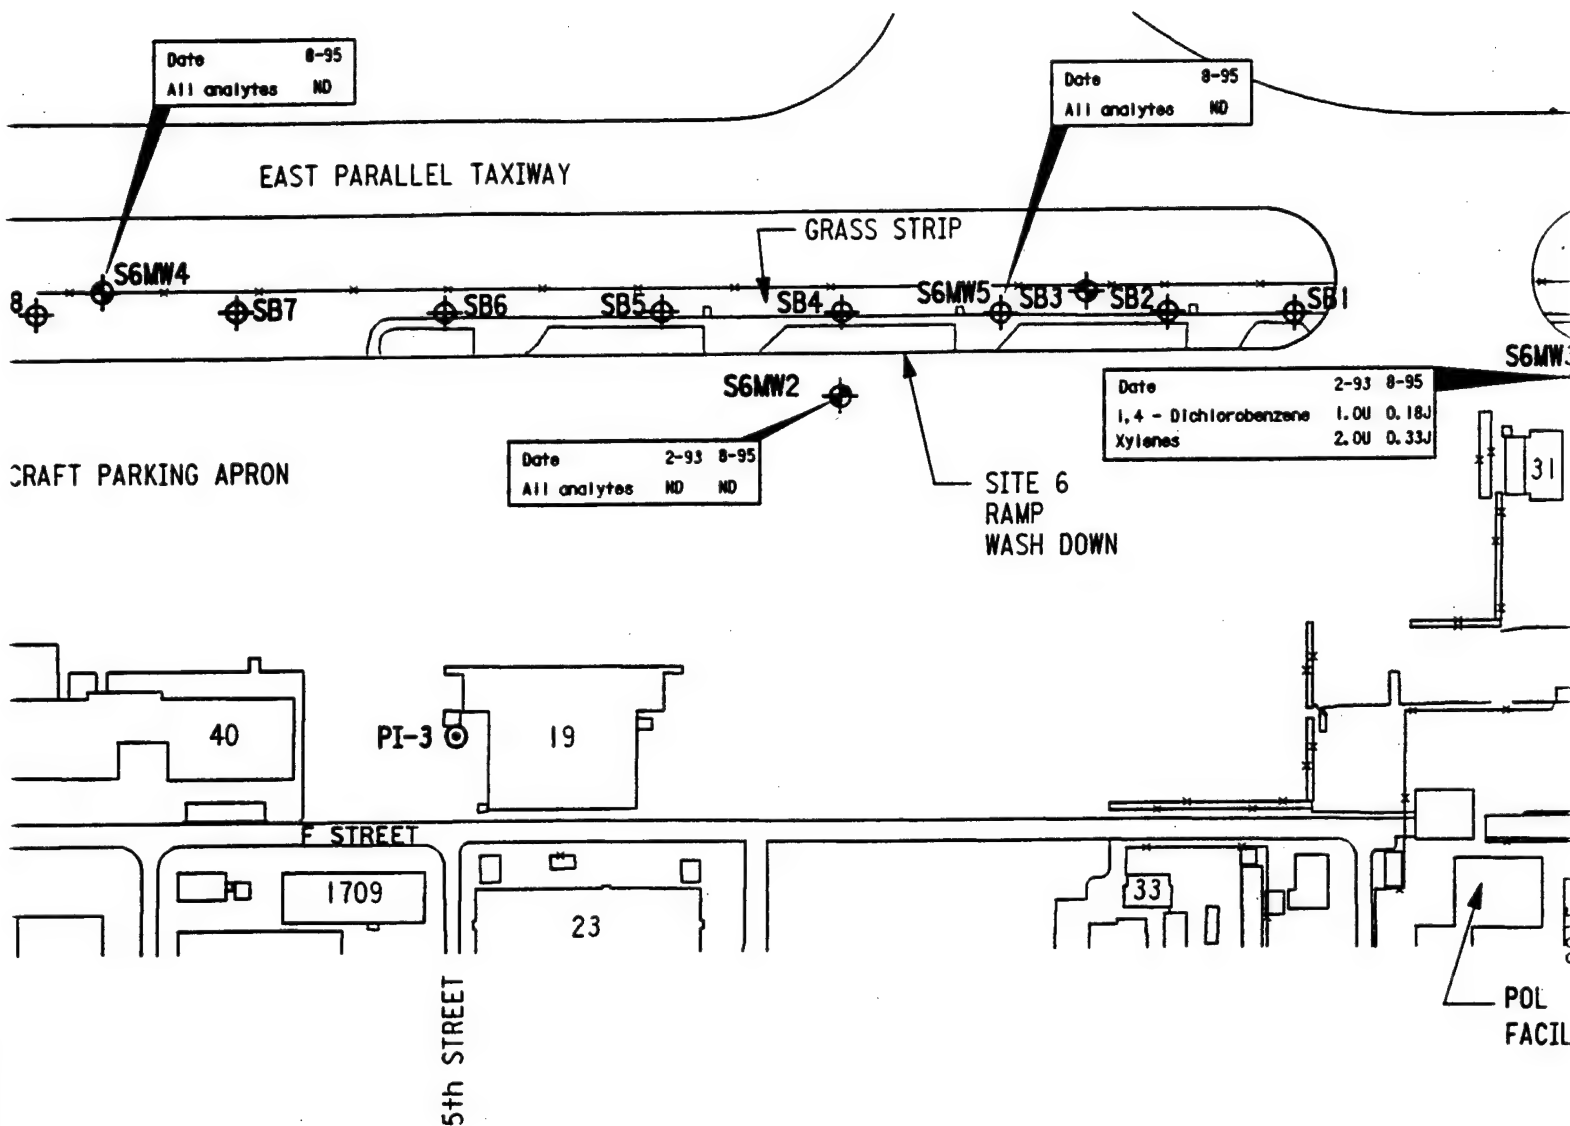 Date 8-95
All analytes ND
Date 8-95
All analytes ND
EAST PARALLEL TAXIWAY
GRASS STRIP
S6MW4
8
SB7
SB6
SB5
SB4
S6MW5
SB3
SB2
SB1
S6MW3
S6MW2
Date 2-93 8-95
1,4 - Dichlorobenzene 1.0U 0.18J
Xylenes 2.0U 0.33J
Date 2-93 8-95
All analytes ND ND
CRAFT PARKING APRON
SITE 6
RAMP
WASH DOWN
31
40
PI-3
19
F STREET
1709
23
33
5th STREET
POL
FACIL